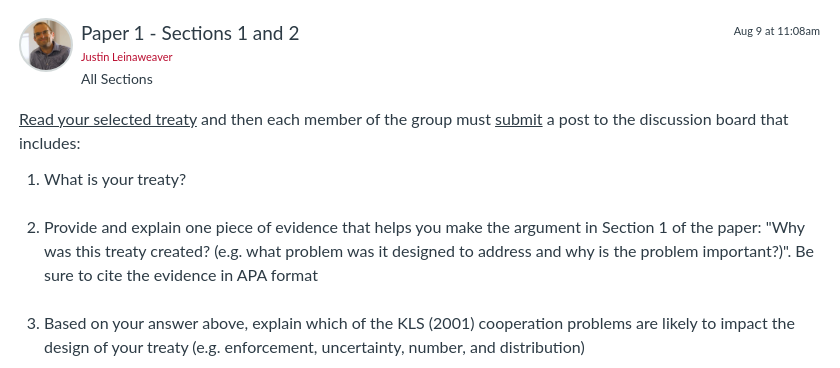 Paper 1 - Sections 1 and 2
Aug 9 at 11:08am
Justin Leinaweaver
All Sections
Read your selected treaty and then each member of the group must submit a post to the discussion board that
includes:
1. What is your treaty?
2. Provide and explain one piece of evidence that helps you make the argument in Section 1 of the paper: "Why
was this treaty created? (e.g. what problem was it designed to address and why is the problem important?)". Be
sure to cite the evidence in APA format
3. Based on your answer above, explain which of the KLS (2001) cooperation problems are likely to impact the
design of your treaty (e.g. enforcement, uncertainty, number, and distribution)